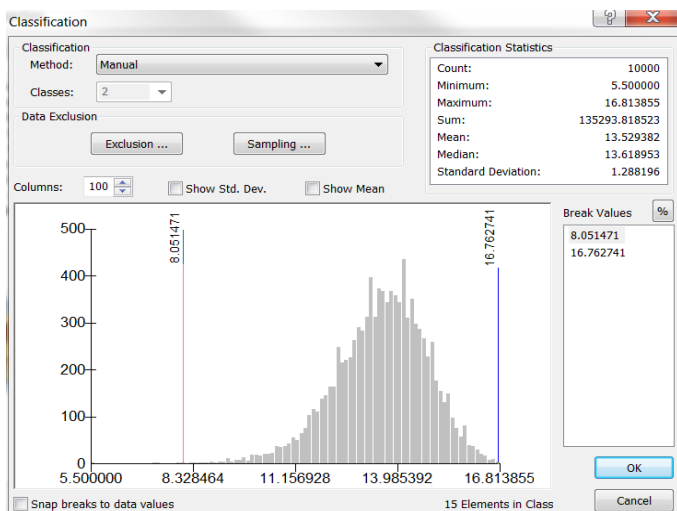 Classification
Classification
Method: Manual
Classes: 2
Data Exclusion
Exclusion ...
Sampling ...
Classification Statistics
Count: 10000
Minimum: 5.500000
Maximum: 16.813855
Sum: 135293.818523
Mean: 13.529382
Median: 13.618953
Standard Deviation: 1.288196
Columns: 100
Show Std. Dev.
Show Mean
Break Values
%
8.051471
16.762741
500
400
300
200
100
0
8.051471
16.762741
5.500000 8.328464 11.156928 13.985392 16.813855
OK
Snap breaks to data values
15 Elements in Class
Cancel